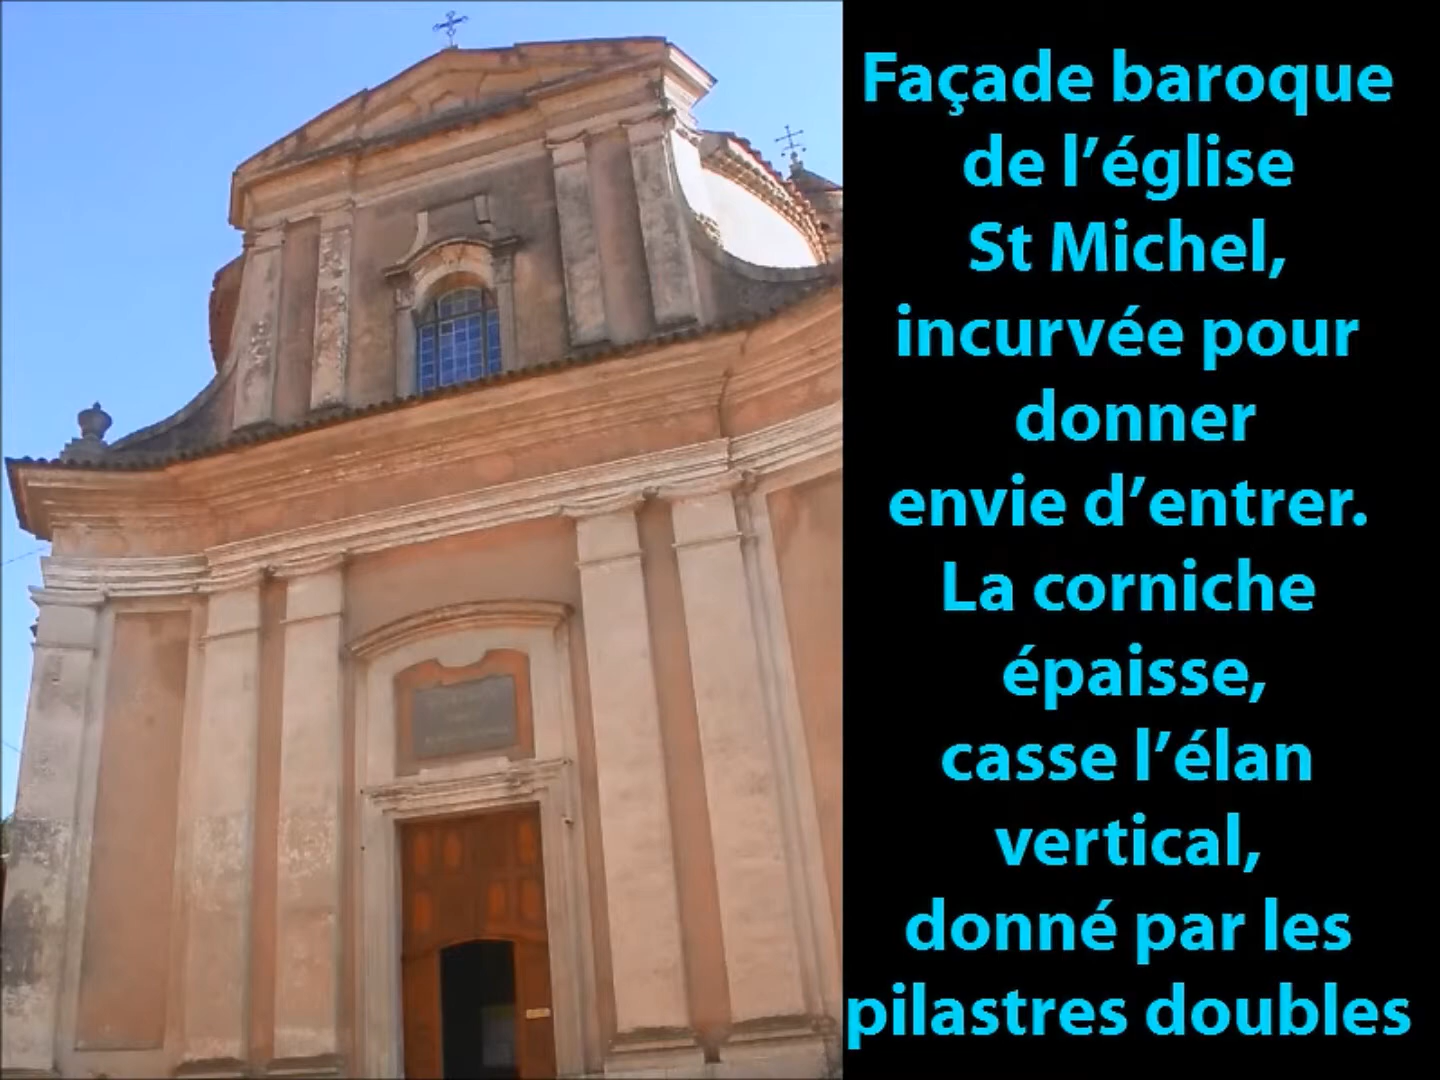 Façade baroque
de l’église
St Michel,
incurvée pour
donner
envie d’entrer.
La corniche
épaisse,
casse l’élan
vertical,
donné par les
pilastres doubles